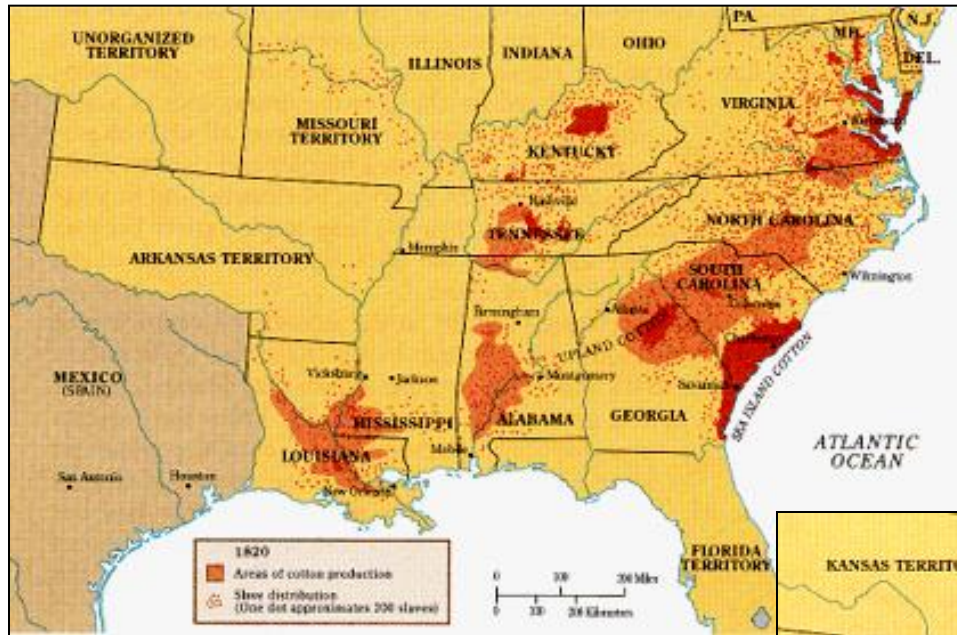 UNORGANIZED
TERRITORY
ILLINOIS
INDIANA
OHIO
PA.
N.J.
MD.
DEL.
MISSOURI
TERRITORY
VIRGINIA
Richmond
KENTUCKY
Nashville
TENNESSEE
NORTH CAROLINA
ARKANSAS TERRITORY
Memphis
SOUTH
CAROLINA
Columbia
Wilmington
Birmingham
Atlanta
UPLAND COTTON
Charleston
MEXICO
(SPAIN)
Vicksburg
Jackson
Montgomery
Savannah
SEA ISLAND COTTON
MISSISSIPPI
ALABAMA
GEORGIA
LOUISIANA
Mobile
ATLANTIC
OCEAN
San Antonio
Houston
New Orleans
FLORIDA
TERRITORY
KANSAS TERRITO
1820
Areas of cotton production
Slave distribution
(One dot approximates 200 slaves)
0 100 200 Miles
0 100 200 Kilometers